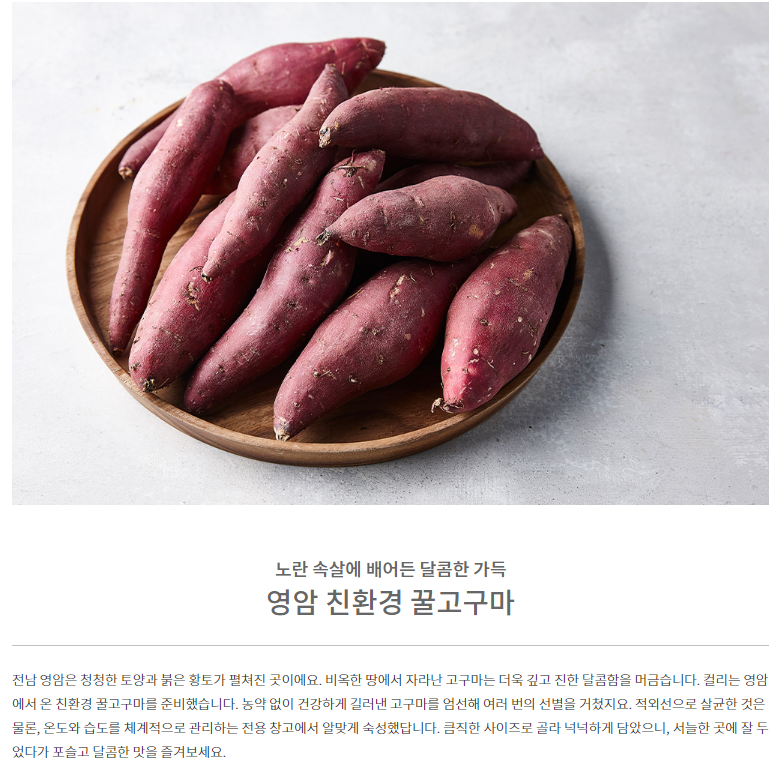 노란 속살에 배어든 달콤한 가득
영암 친환경 꿀고구마
전남 영암은 청청한 토양과 붉은 황토가 펼쳐진 곳이에요. 비옥한 땅에서 자라난 고구마는 더욱 깊고 진한 달콤함을 머금습니다. 컬리는 영암
에서 온 친환경 꿀고구마를 준비했습니다. 농약 없이 건강하게 길러낸 고구마를 엄선해 여러 번의 선별을 거쳤지요. 적외선으로 살균한 것은
물론, 온도와 습도를 체계적으로 관리하는 전용 창고에서 알맞게 숙성했답니다. 큼직한 사이즈로 골라 넉넉하게 담았으니, 서늘한 곳에 잘 두
었다가 포슬고 달콤한 맛을 즐겨보세요.